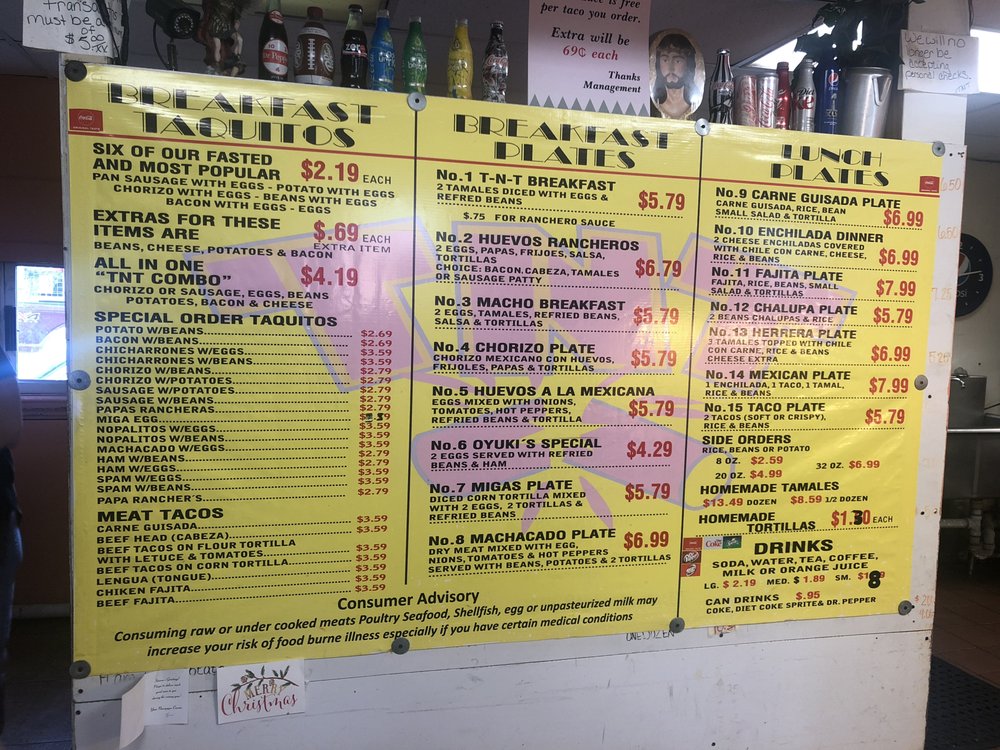 must be a
of
$5.00
per taco you order.
Extra will be
69¢ each
Thanks
Management
We will no
longer be
accepting
personal checks.
BREAKFAST
TAQUITOS
SIX OF OUR FASTED
AND MOST POPULAR $2.19 EACH
PAN SAUSAGE WITH EGGS - POTATO WITH EGGS
CHORIZO WITH EGGS - BEANS WITH EGGS
BACON WITH EGGS - EGGS
EXTRAS FOR THESE
ITEMS ARE $.69 EACH
EXTRA ITEM
BEANS, CHEESE, POTATOES & BACON
ALL IN ONE
"TNT COMBO" $4.19
CHORIZO OR SAUSAGE, EGGS, BEANS
POTATOES, BACON & CHEESE
SPECIAL ORDER TAQUITOS
POTATO W/BEANS $2.69
BACON W/BEANS $2.69
CHICHARRONES W/EGGS $3.59
CHICHARRONES W/BEANS $3.59
CHORIZO W/BEANS $2.79
CHORIZO W/POTATOES $2.79
SAUSAGE W/POTATOES $2.79
SAUSAGE W/BEANS $2.79
PAPAS RANCHERAS $2.79
MIGA EGG
NOPALITOS W/EGGS $3.59
NOPALITOS W/BEANS $3.59
MACHACADO W/EGGS $3.59
HAM W/BEANS $2.79
HAM W/EGGS $3.59
SPAM W/EGGS $3.59
SPAM W/BEANS $3.59
PAPA RANCHER´S $2.79
MEAT TACOS
CARNE GUISADA $3.59
BEEF HEAD (CABEZA) $3.59
BEEF TACOS ON FLOUR TORTILLA
WITH LETUCE & TOMATOES $3.59
BEEF TACOS ON CORN TORTILLA $3.59
LENGUA (TONGUE) $3.59
CHIKEN FAJITA $3.59
BEEF FAJITA $3.59
BREAKFAST
PLATES
No.1 T-N-T BREAKFAST
2 TAMALES DICED WITH EGGS &
REFRED BEANS $5.79
$.75 FOR RANCHERO SAUCE
No.2 HUEVOS RANCHEROS
2 EGGS, PAPAS, FRIJOES, SALSA,
TORTILLAS
CHOICE; BACON,CABEZA, TAMALES
OR SAUSAGE PATTY $6.79
No.3 MACHO BREAKFAST
2 EGGS, TAMALES, REFRIED BEANS,
SALSA & TORTILLAS $5.79
No.4 CHORIZO PLATE
CHORIZO MEXICANO CON HUEVOS,
FRIJOLES, PAPAS & TORTILLAS $5.79
No.5 HUEVOS A LA MEXICANA
EGGS MIXED WITH ONIONS,
TOMATOES, HOT PEPPERS,
REFRIED BEANS & TORTILLA $5.79
No.6 OYUKI´S SPECIAL
2 EGGS SERVED WITH REFRIED
BEANS & HAM $4.29
No.7 MIGAS PLATE
DICED CORN TORTILLA MIXED
WITH 2 EGGS, 2 TORTILLAS &
REFRIED BEANS $5.79
No.8 MACHACADO PLATE
DRY MEAT MIXED WITH EGG,
NIONS, TOMATOES & HOT PEPPERS
SERVED WITH BEANS, POTATOES & 2 TORTILLAS $6.99
LUNCH
PLATES
No.9 CARNE GUISADA PLATE
CARNE GUISADA, RICE, BEAN
SMALL SALAD & TORTILLA $6.99
No.10 ENCHILADA DINNER
2 CHEESE ENCHILADAS COVERED
WITH CHILE CON CARNE, CHEESE,
RICE & BEANS $6.99
No.11 FAJITA PLATE
FAJITA, RICE, BEANS, SMALL
SALAD & TORTILLAS $7.99
No.12 CHALUPA PLATE
2 BEANS CHALUPAS & RICE $5.79
No.13 HERRERA PLATE
3 TAMALES TOPPED WITH CHILE
CON CARNE, RICE & BEANS
CHEESE EXTRA $6.99
No.14 MEXICAN PLATE
1 ENCHILADA, 1 TACO, 1 TAMAL,
RICE & BEANS $7.99
No.15 TACO PLATE
2 TACOS (SOFT OR CRISPY),
RICE & BEANS $5.79
SIDE ORDERS
RICE, BEANS OR POTATO
8 OZ. $2.59
20 OZ. $4.99
32 OZ. $6.99
HOMEMADE TAMALES
$13.49 DOZEN $8.59 1/2 DOZEN
HOMEMADE
TORTILLAS $1.30 EACH
DRINKS
SODA, WATER, TEA, COFFEE,
MILK OR ORANGE JUICE
LG. $ 2.19 MED. $ 1.89 SM.
CAN DRINKS $.95
COKE, DIET COKE SPRITE& DR. PEPPER
Consumer Advisory
Consuming raw or under cooked meats Poultry Seafood, Shellfish, egg or unpasteurized milk may
increase your risk of food burne illness especially if you have certain medical conditions
MERRY
Christmas